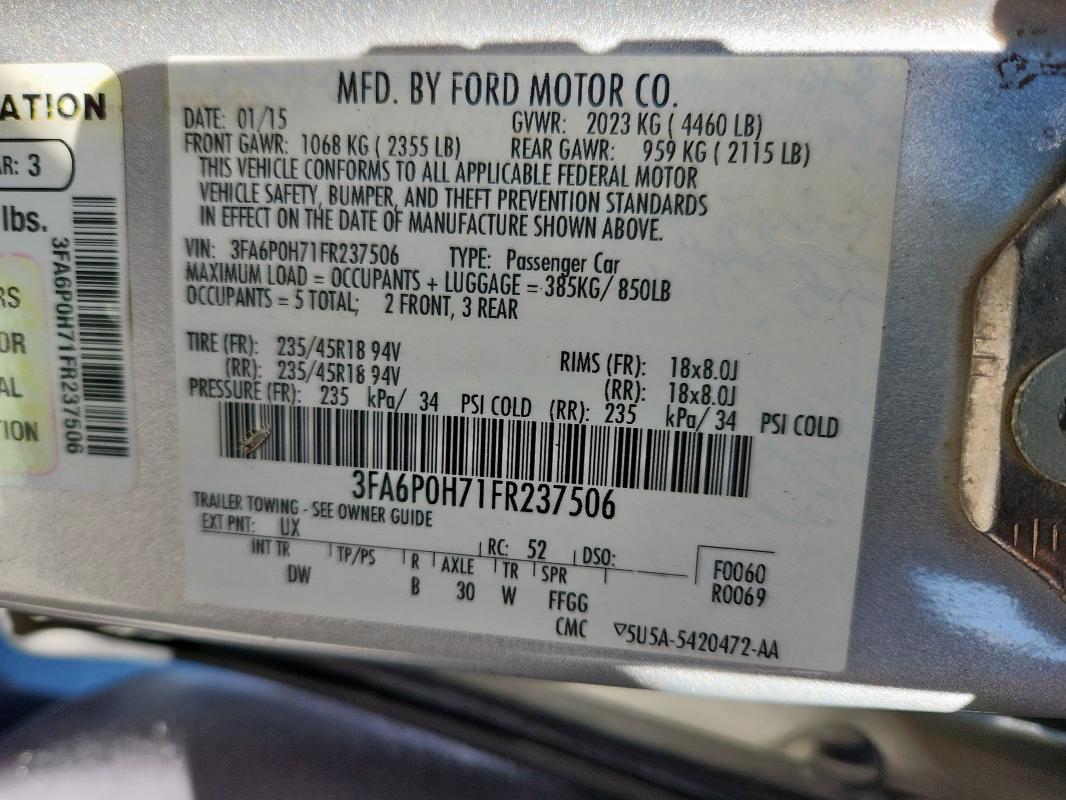 ATION
AR: 3
lbs.
3FA6P0H71FR237506
RS
OR
AL
TION
MFD. BY FORD MOTOR CO.
DATE: 01/15 GVWR: 2023 KG ( 4460 LB)
FRONT GAWR: 1068 KG ( 2355 LB) REAR GAWR: 959 KG ( 2115 LB)
THIS VEHICLE CONFORMS TO ALL APPLICABLE FEDERAL MOTOR
VEHICLE SAFETY, BUMPER, AND THEFT PREVENTION STANDARDS
IN EFFECT ON THE DATE OF MANUFACTURE SHOWN ABOVE.
VIN: 3FA6P0H71FR237506 TYPE: Passenger Car
MAXIMUM LOAD = OCCUPANTS + LUGGAGE = 385KG/ 850LB
OCCUPANTS = 5 TOTAL; 2 FRONT, 3 REAR
TIRE (FR): 235/45R18 94V RIMS (FR): 18x8.0J
(RR): 235/45R18 94V (RR): 18x8.0J
PRESSURE (FR): 235 kPa/ 34 PSI COLD (RR): 235 kPa/ 34 PSI COLD
3FA6P0H71FR237506
TRAILER TOWING - SEE OWNER GUIDE
EXT PNT: UX RC: 52 DSO:
INT TR TP/PS R AXLE TR SPR F0060
DW B 30 W FFGG R0069
CMC ▽5U5A-5420472-AA